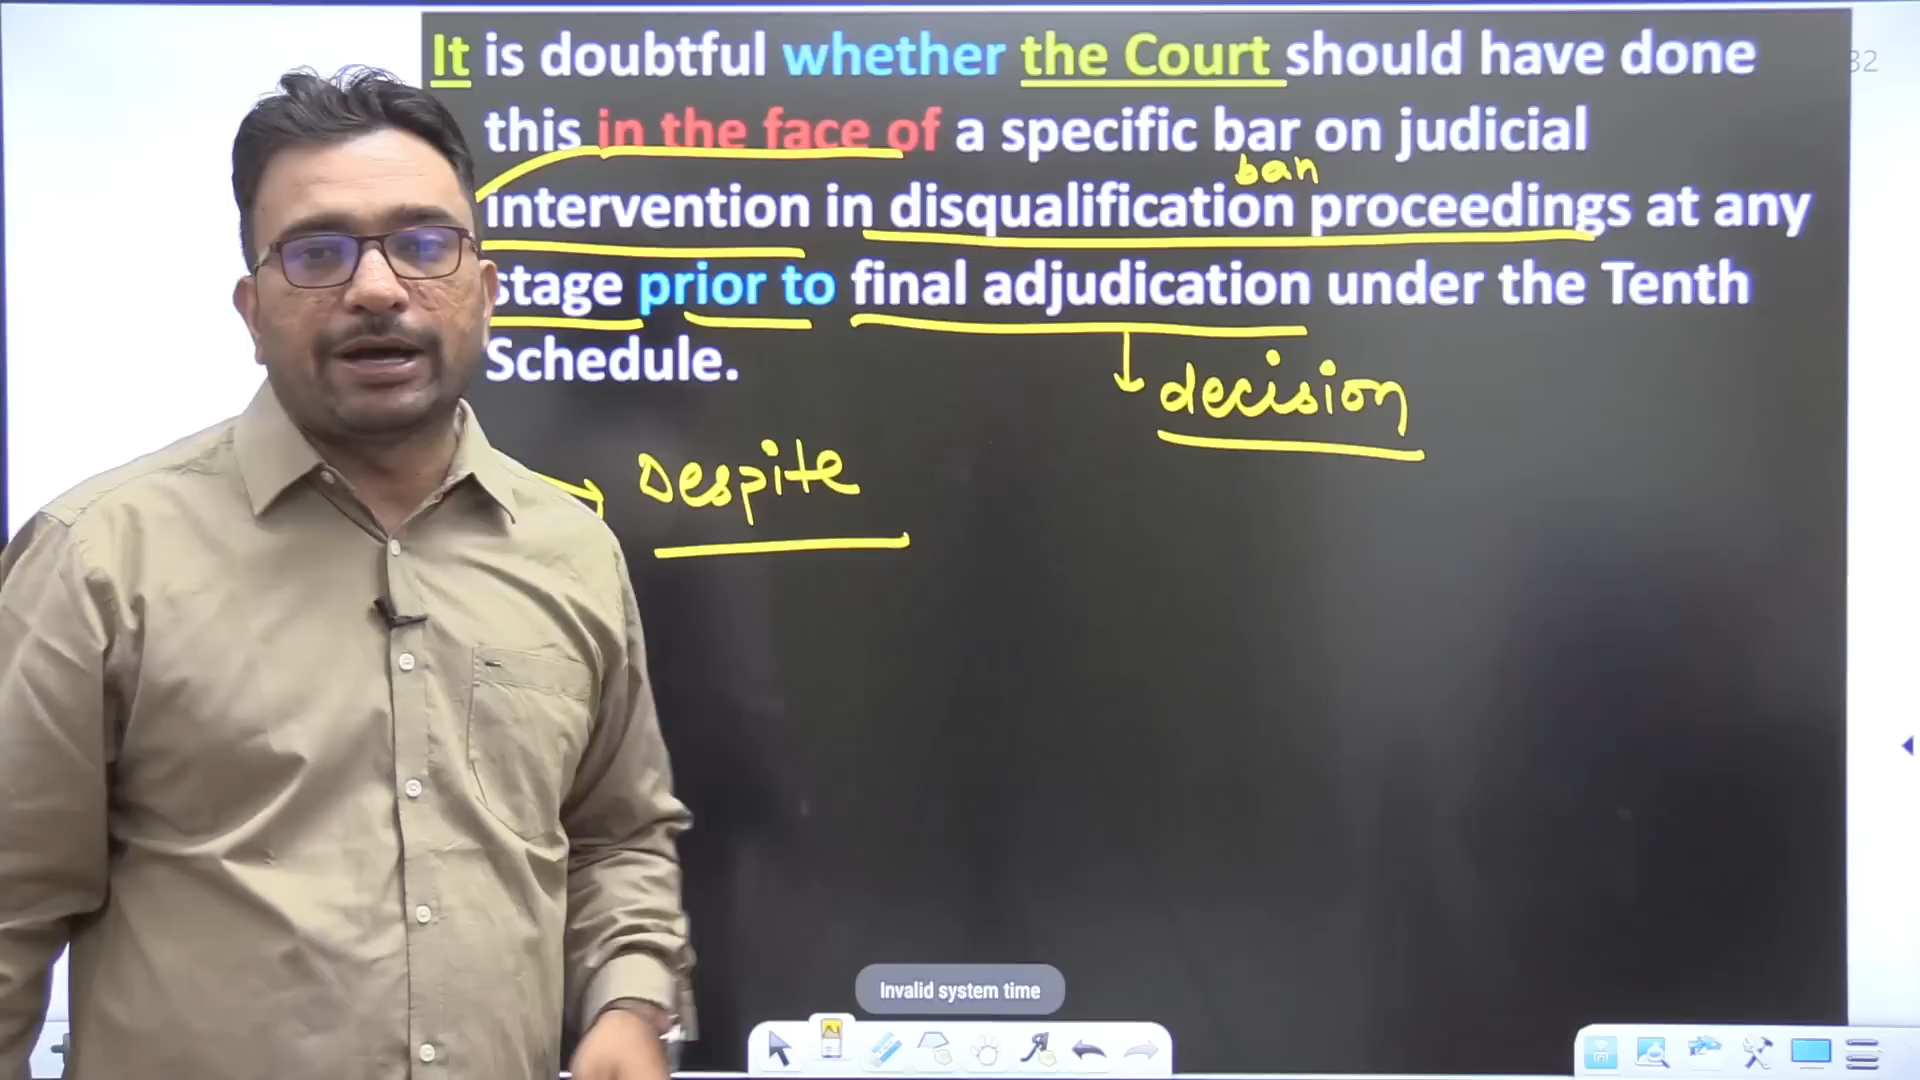 It is doubtful whether the Court should have done
this in the face of a specific bar on judicial
ban
intervention in disqualification proceedings at any
stage prior to final adjudication under the Tenth
Schedule.
decision
Despite
Invalid system time
32